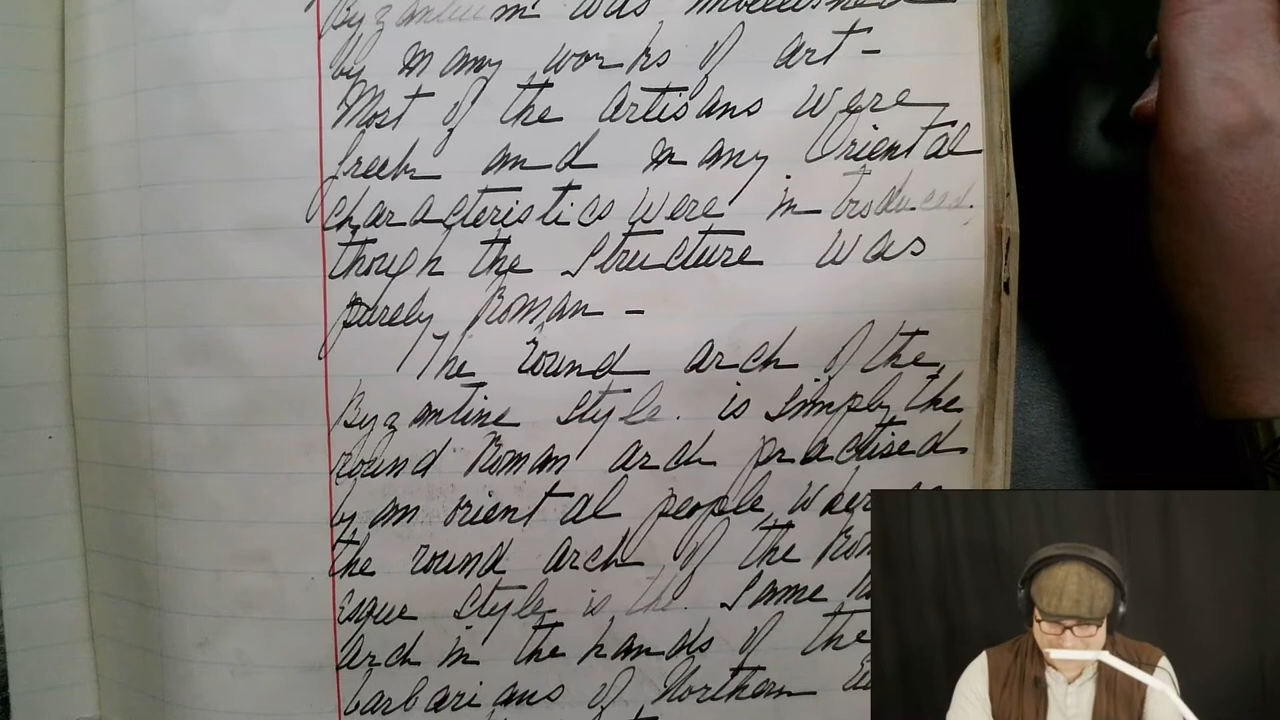 Byzantium was embellished
by many works of art -
Most of the artisans were
Greek and many Oriental
characteristics were introduced,
though the Structure was
purely Roman -
The round arch of the
Byzantine Style. is simply the
round Roman arch practised
by an oriental people
the round arch of the
esque Style is the. Same
arch in the hands of the
barbarians of Northern